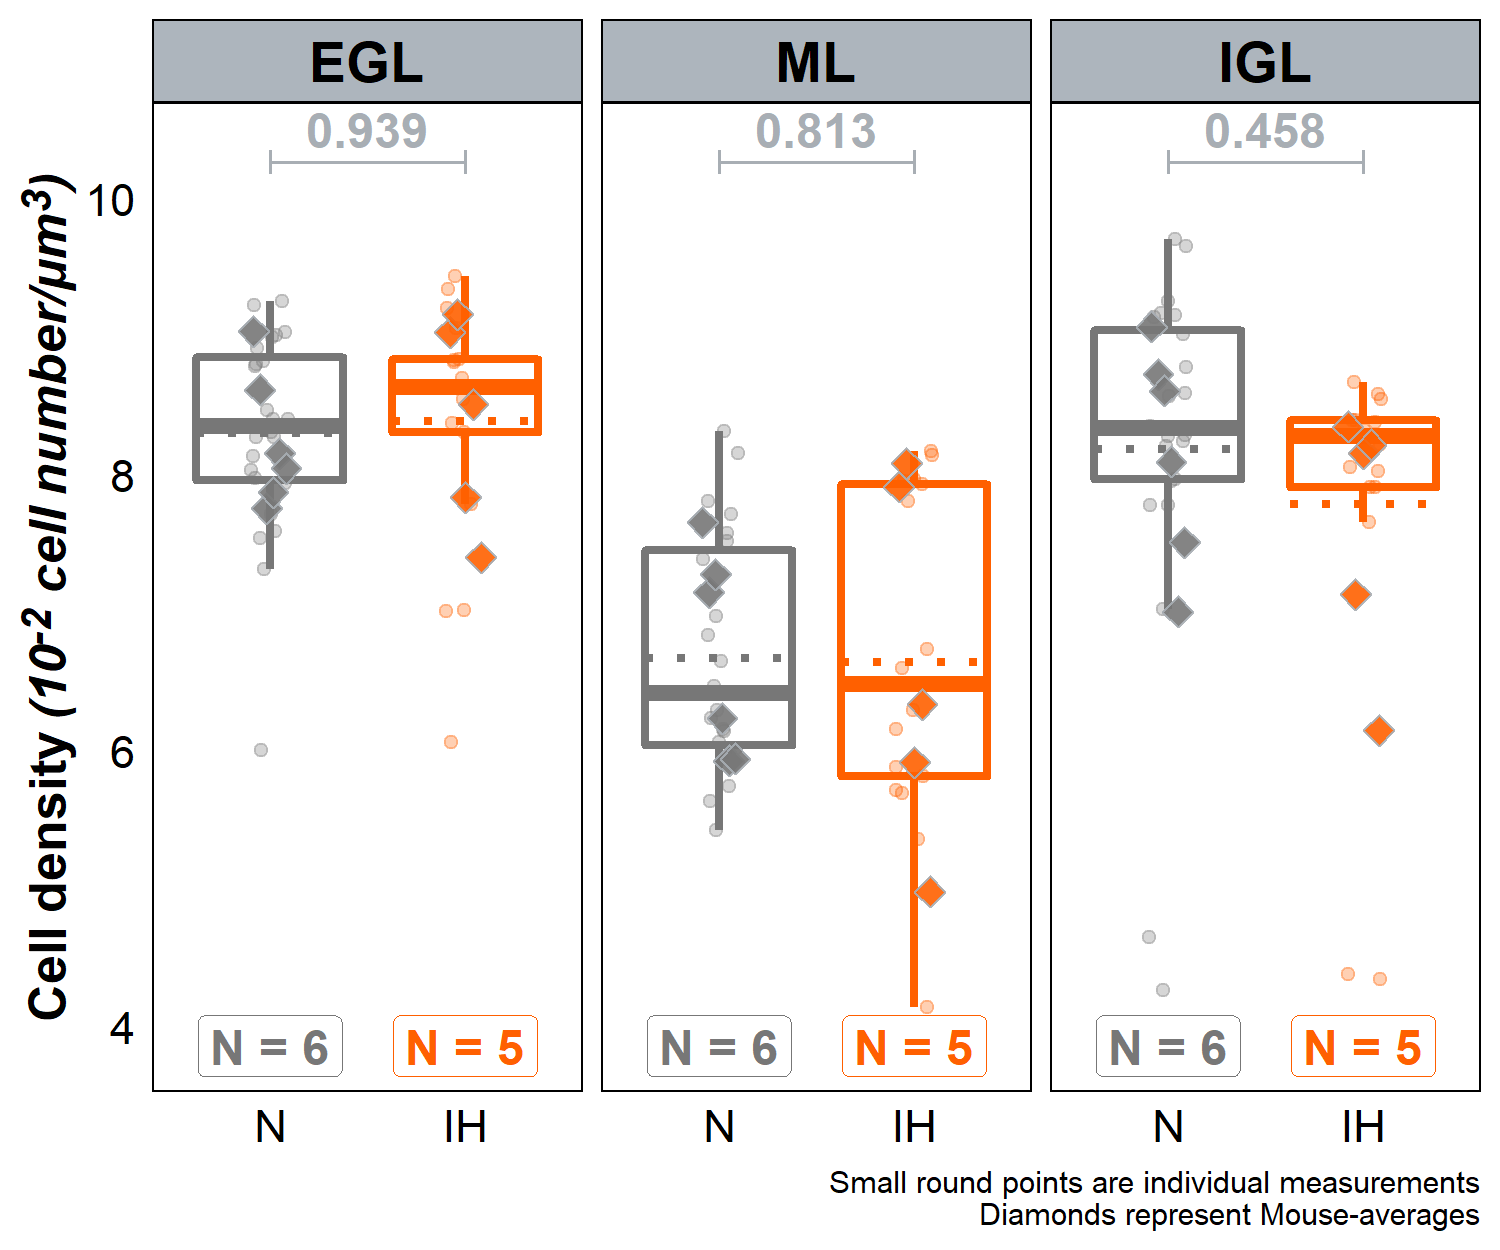 EGL ML IGL
0.939 0.813 0.458
Cell density (10⁻² cell number/µm³)
10
8
6
4
N = 6 N = 5 N = 6 N = 5 N = 6 N = 5
N IH N IH N IH
Small round points are individual measurements
Diamonds represent Mouse-averages